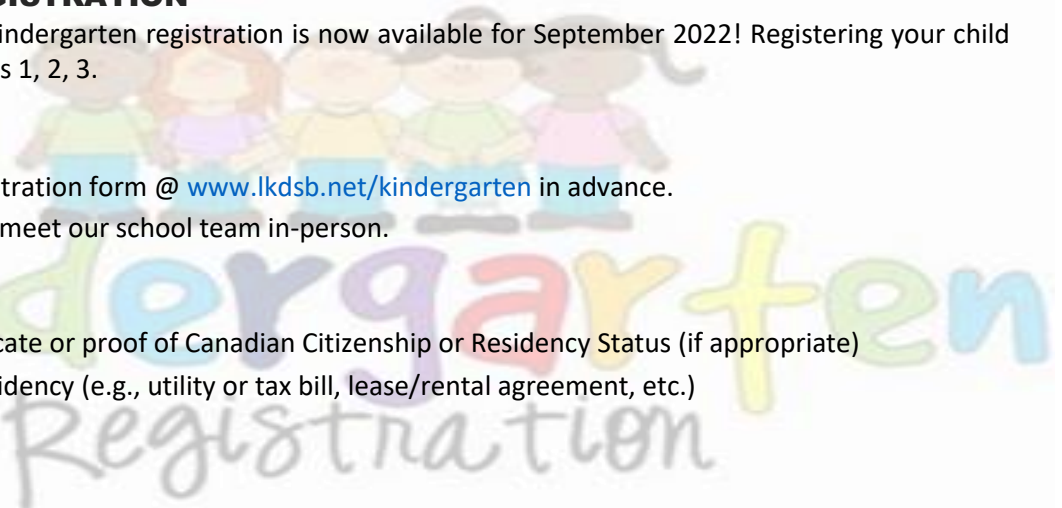 GISTRATION
indergarten registration is now available for September 2022! Registering your child
s 1, 2, 3.
tration form @ www.lkdsb.net/kindergarten in advance.
meet our school team in-person.
dergarten
cate or proof of Canadian Citizenship or Residency Status (if appropriate)
idency (e.g., utility or tax bill, lease/rental agreement, etc.)
Registration